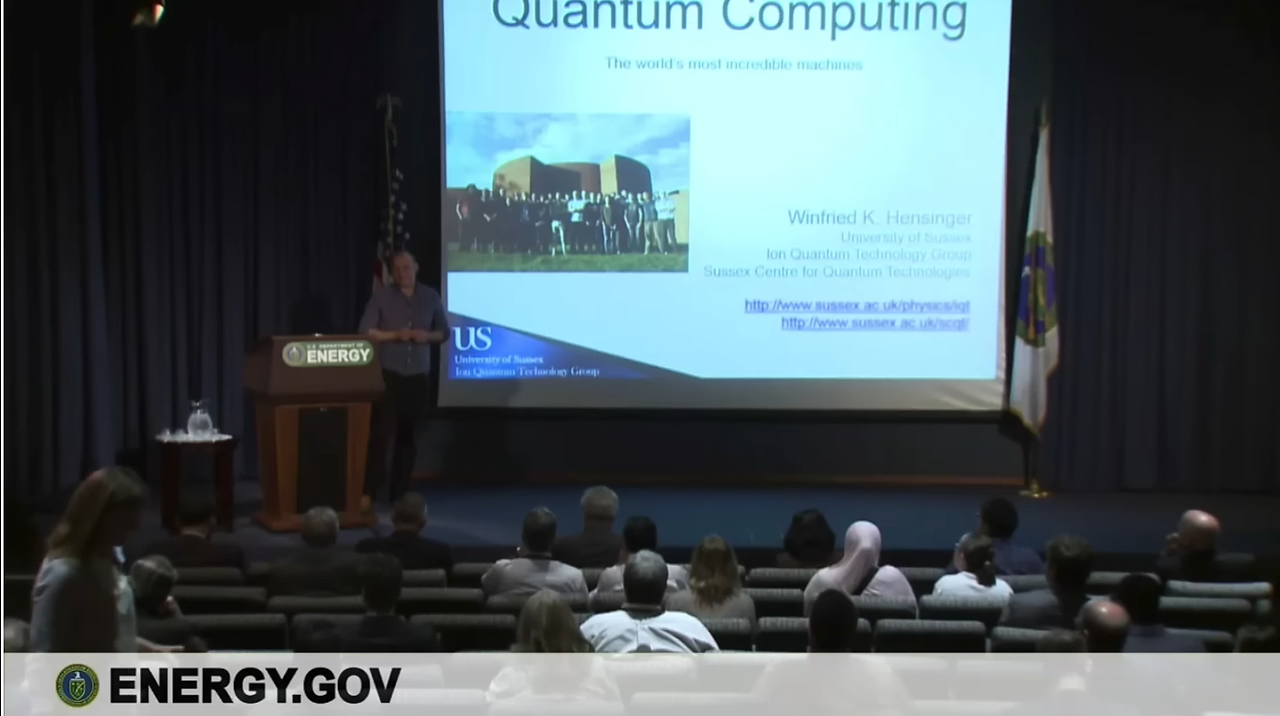 Quantum Computing
The world's most incredible machines
Winfried K. Hensinger
University of Sussex
Ion Quantum Technology Group
Sussex Centre for Quantum Technologies
http://www.sussex.ac.uk/physics/iqt
http://www.sussex.ac.uk/scqt/
US
University of Sussex
Ion Quantum Technology Group
U.S. DEPARTMENT OF
ENERGY
ENERGY.GOV